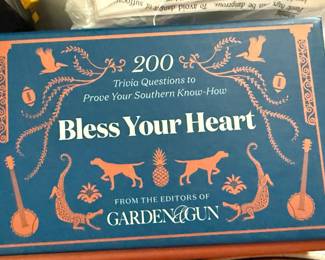 200
Trivia Questions to
Prove Your Southern Know-How
Bless Your Heart
FROM THE EDITORS OF
GARDEN&GUN